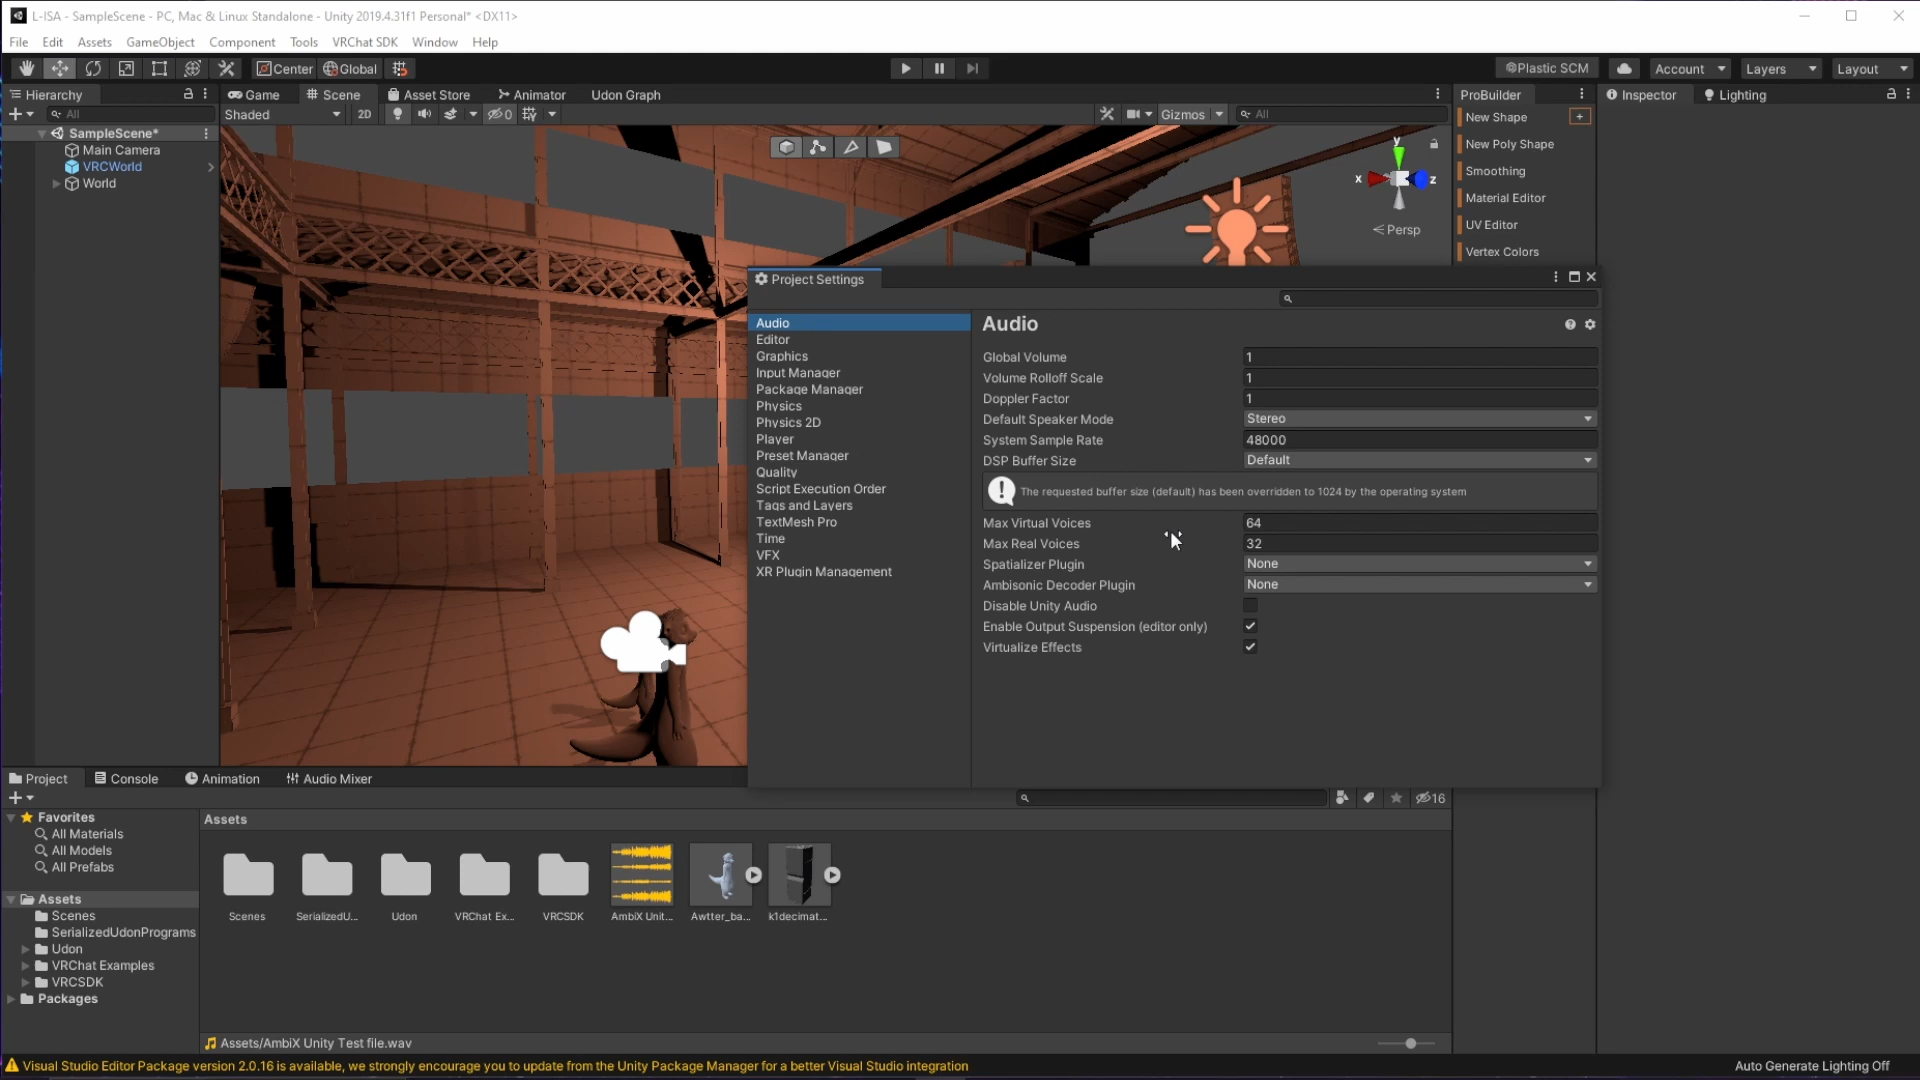 L-ISA - SampleScene - PC, Mac & Linux Standalone - Unity 2019.4.31f1 Personal* <DX11>
File Edit Assets GameObject Component Tools VRChat SDK Window Help
Center Global Plastic SCM Account Layers Layout
Hierarchy Game Scene Asset Store Animator Udon Graph ProBuilder Inspector Lighting
All Shaded 2D 0 Gizmos All
SampleScene*
Main Camera
VRCWorld
World
y
x
z
Persp
New Shape +
New Poly Shape
Smoothing
Material Editor
UV Editor
Vertex Colors
Project Settings
Audio
Editor
Graphics
Input Manager
Package Manager
Physics
Physics 2D
Player
Preset Manager
Quality
Script Execution Order
Tags and Layers
TextMesh Pro
Time
VFX
XR Plugin Management
Audio
Global Volume 1
Volume Rolloff Scale 1
Doppler Factor 1
Default Speaker Mode Stereo
System Sample Rate 48000
DSP Buffer Size Default
The requested buffer size (default) has been overridden to 1024 by the operating system
Max Virtual Voices 64
Max Real Voices 32
Spatializer Plugin None
Ambisonic Decoder Plugin None
Disable Unity Audio
Enable Output Suspension (editor only)
Virtualize Effects
Project Console Animation Audio Mixer
16
Favorites
All Materials
All Models
All Prefabs
Assets
Scenes
SerializedUdonPrograms
Udon
VRChat Examples
VRCSDK
Packages
Assets
Scenes SerializedU... Udon VRChat Ex... VRCSDK AmbiX Unit... Awtter_ba... k1decimat...
Assets/AmbiX Unity Test file.wav
Visual Studio Editor Package version 2.0.16 is available, we strongly encourage you to update from the Unity Package Manager for a better Visual Studio integration
Auto Generate Lighting Off